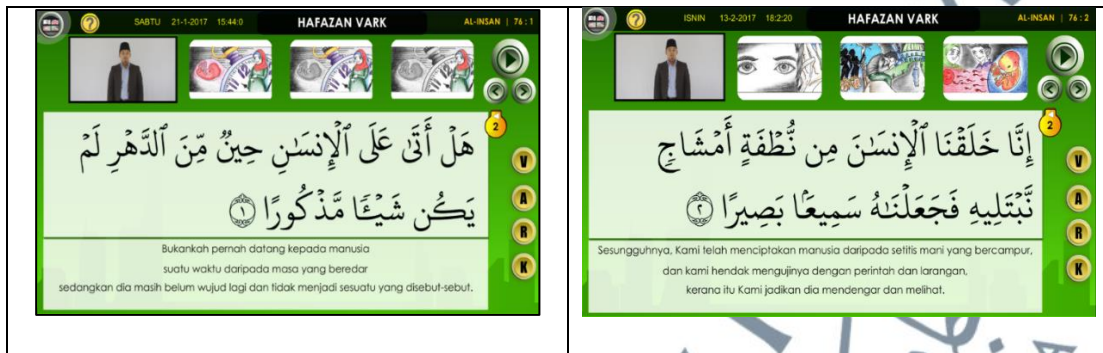 SABTU 21-1-2017 15:44:0 HAFAZAN VARK AL-INSAN | 76 : 1
2
هَلْ أَتَىٰ عَلَى ٱلْإِنسَـٰنِ حِينٌ مِّنَ ٱلدَّهْرِ لَمْ
يَكُن شَيْـًٔا مَّذْكُورًا ١
V
A
R
K
Bukankah pernah datang kepada manusia
suatu waktu daripada masa yang beredar
sedangkan dia masih belum wujud lagi dan tidak menjadi sesuatu yang disebut-sebut.
ISNIN 13-2-2017 18:2:20 HAFAZAN VARK AL-INSAN | 76 : 2
2
إِنَّا خَلَقْنَا ٱلْإِنسَـٰنَ مِن نُّطْفَةٍ أَمْشَاجٍ
نَّبْتَلِيهِ فَجَعَلْنَـٰهُ سَمِيعًۢا بَصِيرًا ٢
V
A
R
K
Sesungguhnya, Kami telah menciptakan manusia daripada setitis mani yang bercampur,
dan kami hendak mengujinya dengan perintah dan larangan,
kerana itu Kami jadikan dia mendengar dan melihat.